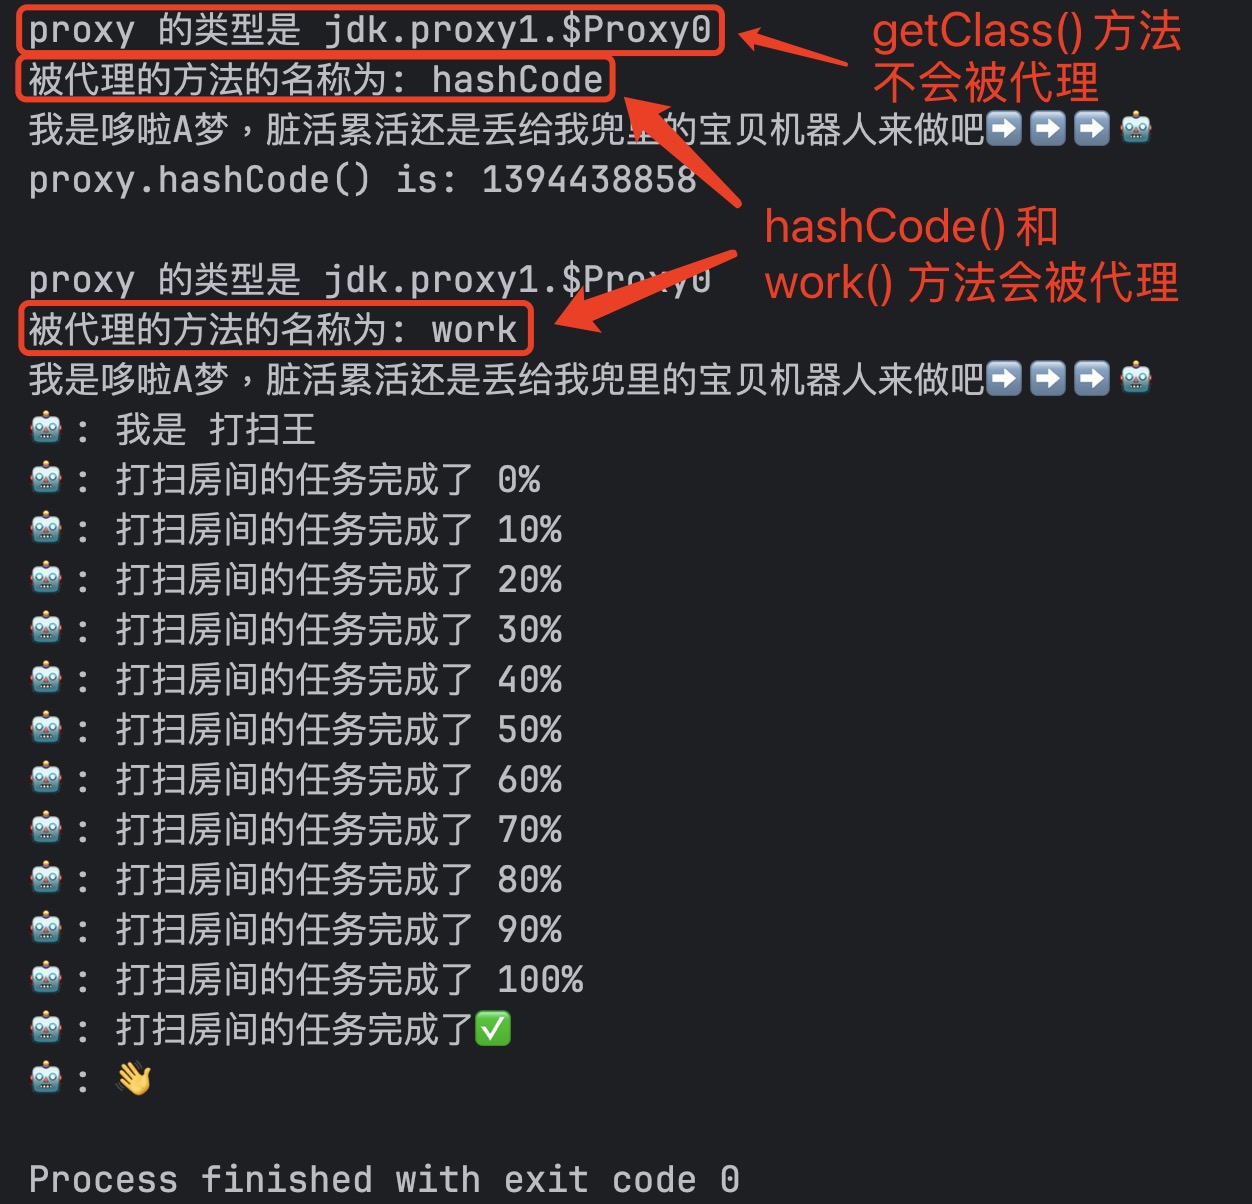 proxy 的类型是 jdk.proxy1.$Proxy0
被代理的方法的名称为: hashCode
我是哆啦A梦，脏活累活还是丢给我兜里的宝贝机器人来做吧➡️➡️➡️🤖
proxy.hashCode() is: 1394438858
getClass() 方法
不会被代理
hashCode() 和
work() 方法会被代理
proxy 的类型是 jdk.proxy1.$Proxy0
被代理的方法的名称为: work
我是哆啦A梦，脏活累活还是丢给我兜里的宝贝机器人来做吧➡️➡️➡️🤖
🤖: 我是 打扫王
🤖: 打扫房间的任务完成了 0%
🤖: 打扫房间的任务完成了 10%
🤖: 打扫房间的任务完成了 20%
🤖: 打扫房间的任务完成了 30%
🤖: 打扫房间的任务完成了 40%
🤖: 打扫房间的任务完成了 50%
🤖: 打扫房间的任务完成了 60%
🤖: 打扫房间的任务完成了 70%
🤖: 打扫房间的任务完成了 80%
🤖: 打扫房间的任务完成了 90%
🤖: 打扫房间的任务完成了 100%
🤖: 打扫房间的任务完成了✅
🤖: 👋
Process finished with exit code 0